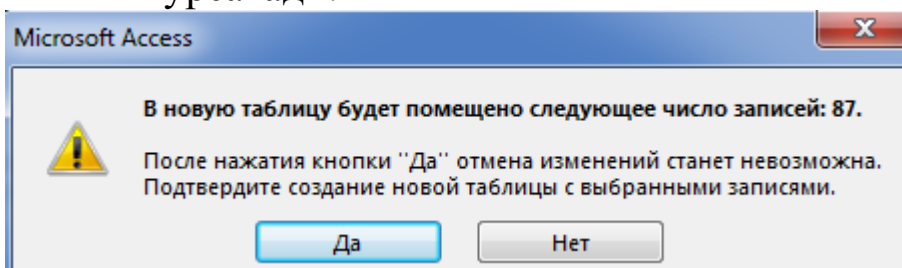 Microsoft Access
В новую таблицу будет помещено следующее число записей: 87.
После нажатия кнопки "Да" отмена изменений станет невозможна.
Подтвердите создание новой таблицы с выбранными записями.
Да
Нет